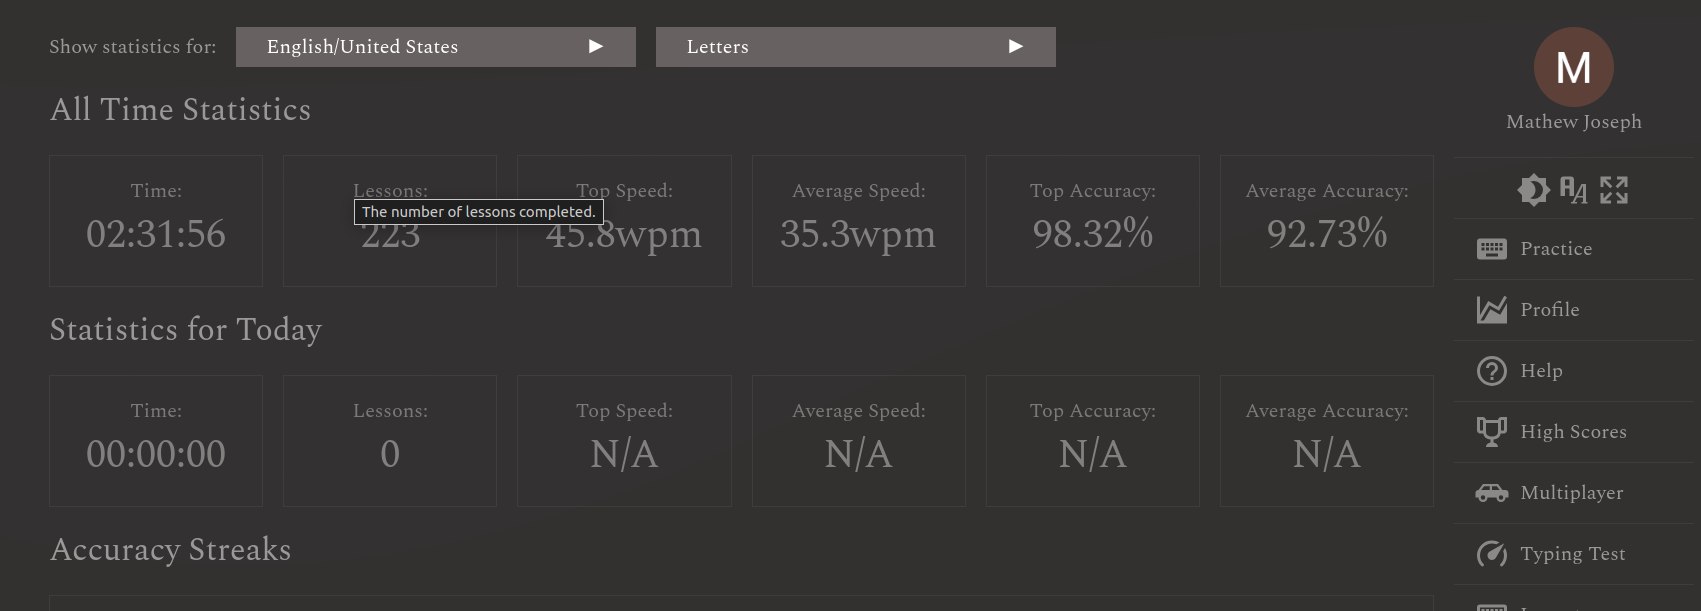 Show statistics for: English/United States Letters
M
Mathew Joseph
All Time Statistics
Time: Lessons: Top Speed: Average Speed: Top Accuracy: Average Accuracy:
The number of lessons completed.
02:31:56 223 45.8wpm 35.3wpm 98.32% 92.73%
AA
Practice
Profile
Help
High Scores
Multiplayer
Typing Test
Statistics for Today
Time: Lessons: Top Speed: Average Speed: Top Accuracy: Average Accuracy:
00:00:00 0 N/A N/A N/A N/A
Accuracy Streaks